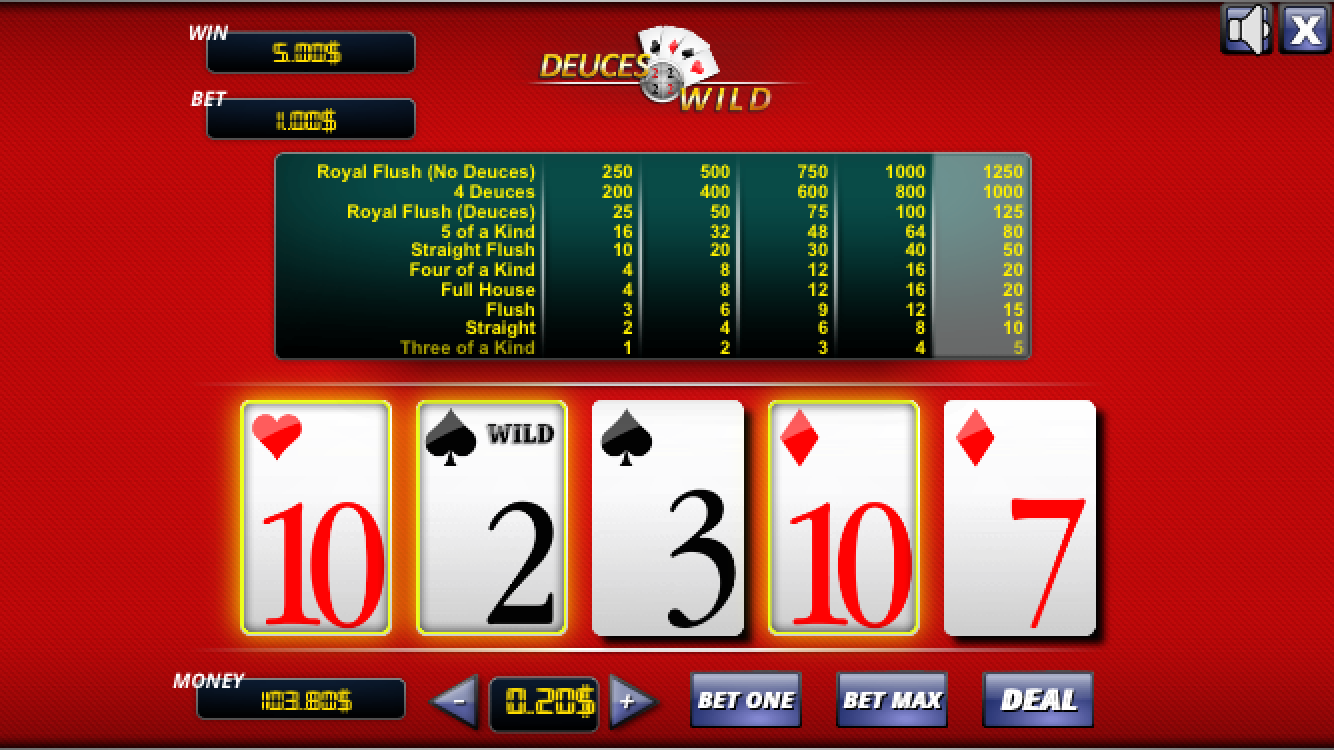 WIN
5.00$
X
DEUCES
2 2
2 2
WILD
BET
1.00$
Royal Flush (No Deuces) 250 500 750 1000 1250
4 Deuces 200 400 600 800 1000
Royal Flush (Deuces) 25 50 75 100 125
5 of a Kind 16 32 48 64 80
Straight Flush 10 20 30 40 50
Four of a Kind 4 8 12 16 20
Full House 4 8 12 16 20
Flush 3 6 9 12 15
Straight 2 4 6 8 10
Three of a Kind 1 2 3 4 5
WILD
10 2 3 10 7
MONEY
103.80$ - 0.20$ + BET ONE BET MAX DEAL